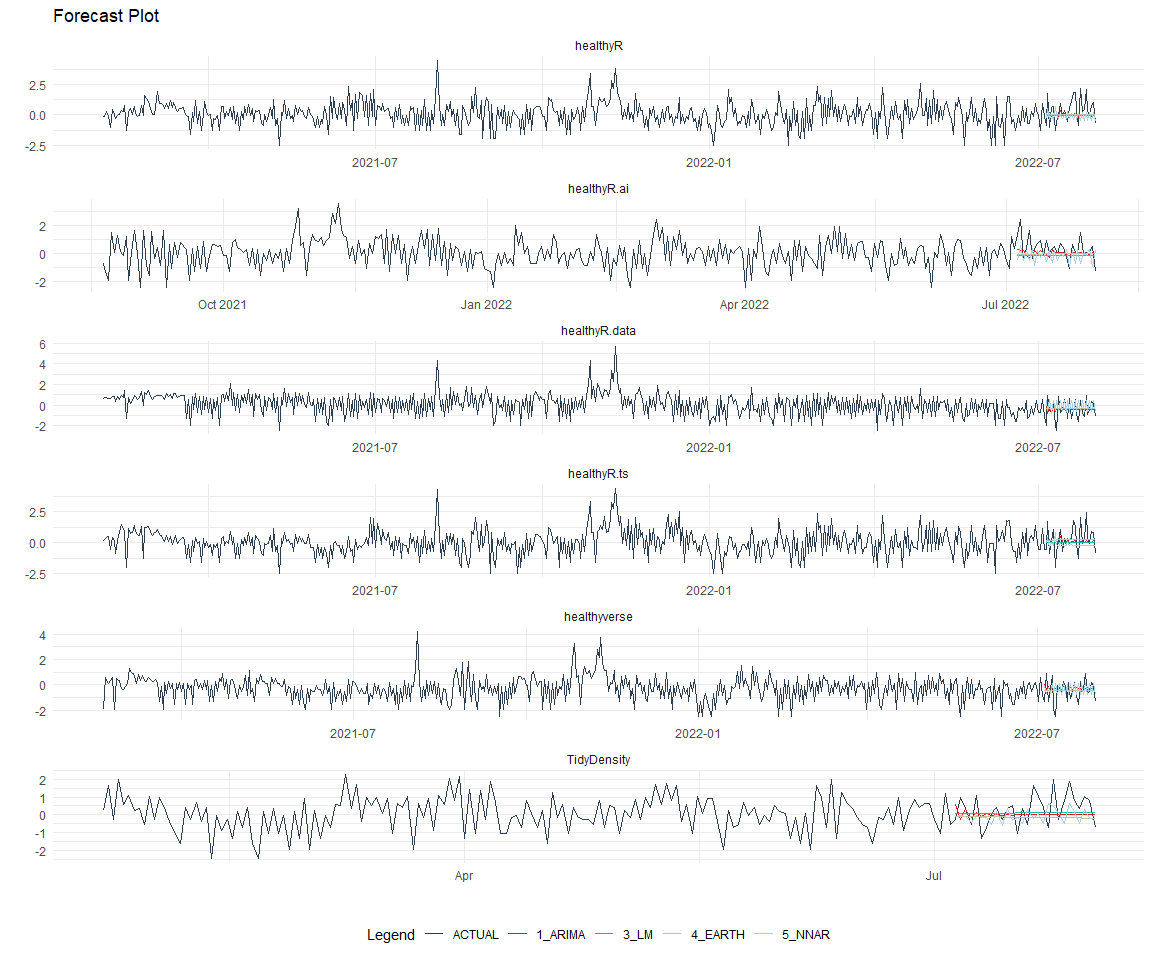 Forecast Plot
healthyR
2.5
0.0
-2.5
2021-07 2022-01 2022-07
healthyR.ai
2
0
-2
Oct 2021 Jan 2022 Apr 2022 Jul 2022
healthyR.data
6
4
2
0
-2
2021-07 2022-01 2022-07
healthyR.ts
2.5
0.0
-2.5
2021-07 2022-01 2022-07
healthyverse
4
2
0
-2
2021-07 2022-01 2022-07
TidyDensity
2
1
0
-1
-2
Apr Jul
Legend ACTUAL 1_ARIMA 3_LM 4_EARTH 5_NNAR